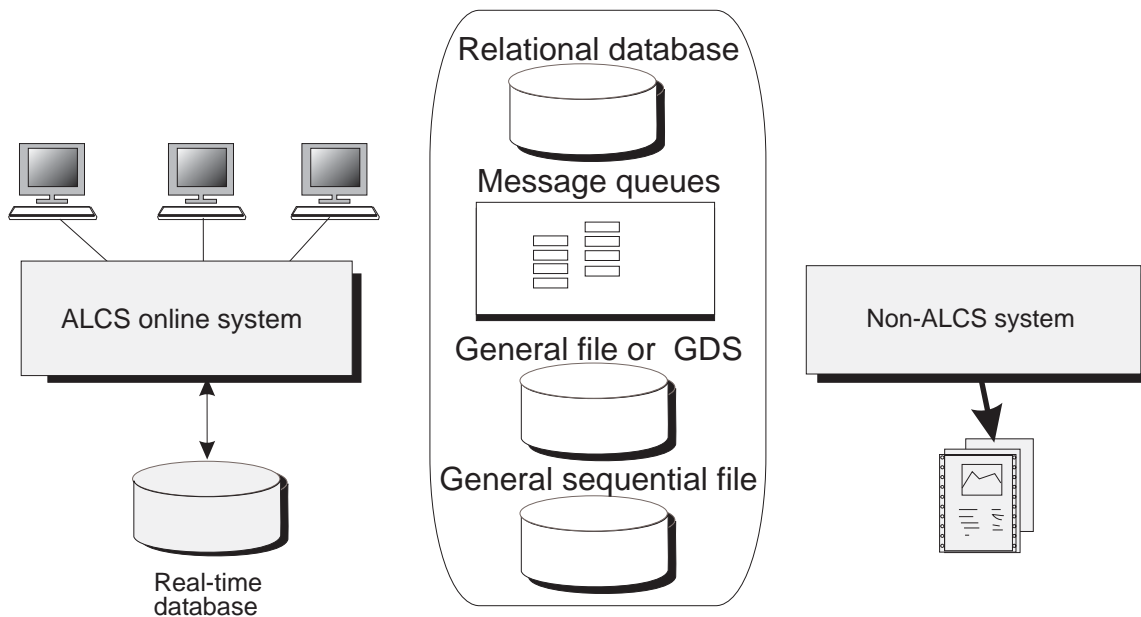 Relational database
Message queues
ALCS online system
Non-ALCS system
General file or GDS
General sequential file
Real-time
database